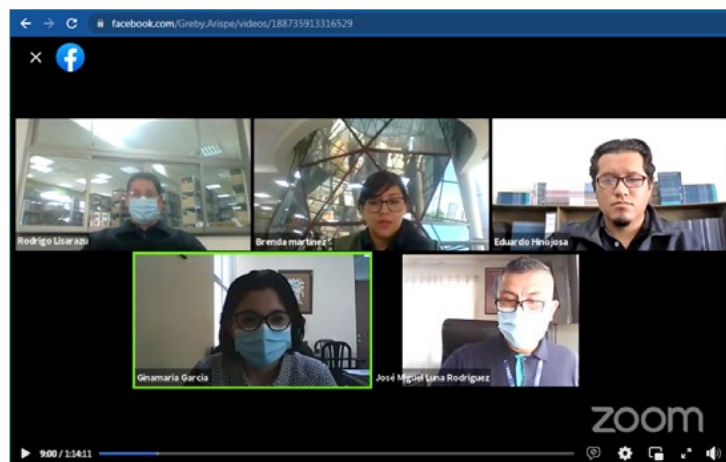 facebook.com/Greby.Arispe/videos/188735913316529
Rodrigo Lisarazu
Brenda martinez
Eduardo Hinojosa
Ginamaria Garcia
José Miguel Luna Rodriguez
zoom
9:00 / 1:14:11